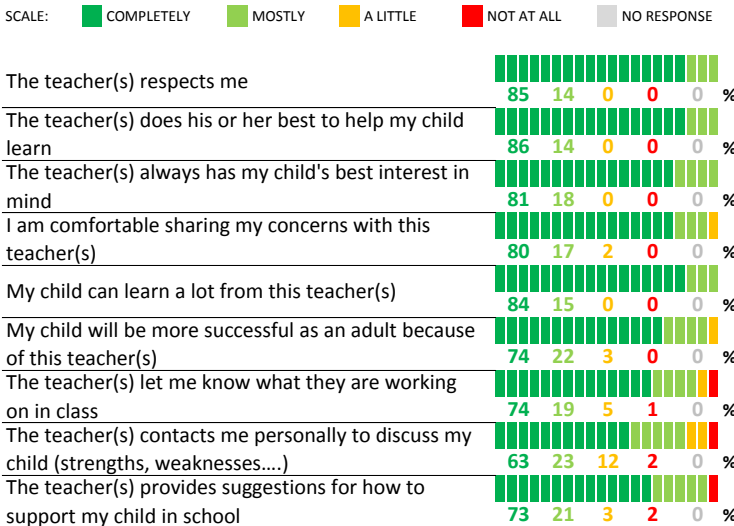 SCALE: COMPLETELY MOSTLY A LITTLE NOT AT ALL NO RESPONSE
The teacher(s) respects me
85 14 0 0 0 %
The teacher(s) does his or her best to help my child
learn
86 14 0 0 0 %
The teacher(s) always has my child's best interest in
mind
81 18 0 0 0 %
I am comfortable sharing my concerns with this
teacher(s)
80 17 2 0 0 %
My child can learn a lot from this teacher(s)
84 15 0 0 0 %
My child will be more successful as an adult because
of this teacher(s)
74 22 3 0 0 %
The teacher(s) let me know what they are working
on in class
74 19 5 1 0 %
The teacher(s) contacts me personally to discuss my
child (strengths, weaknesses....)
63 23 12 2 0 %
The teacher(s) provides suggestions for how to
support my child in school
73 21 3 2 0 %